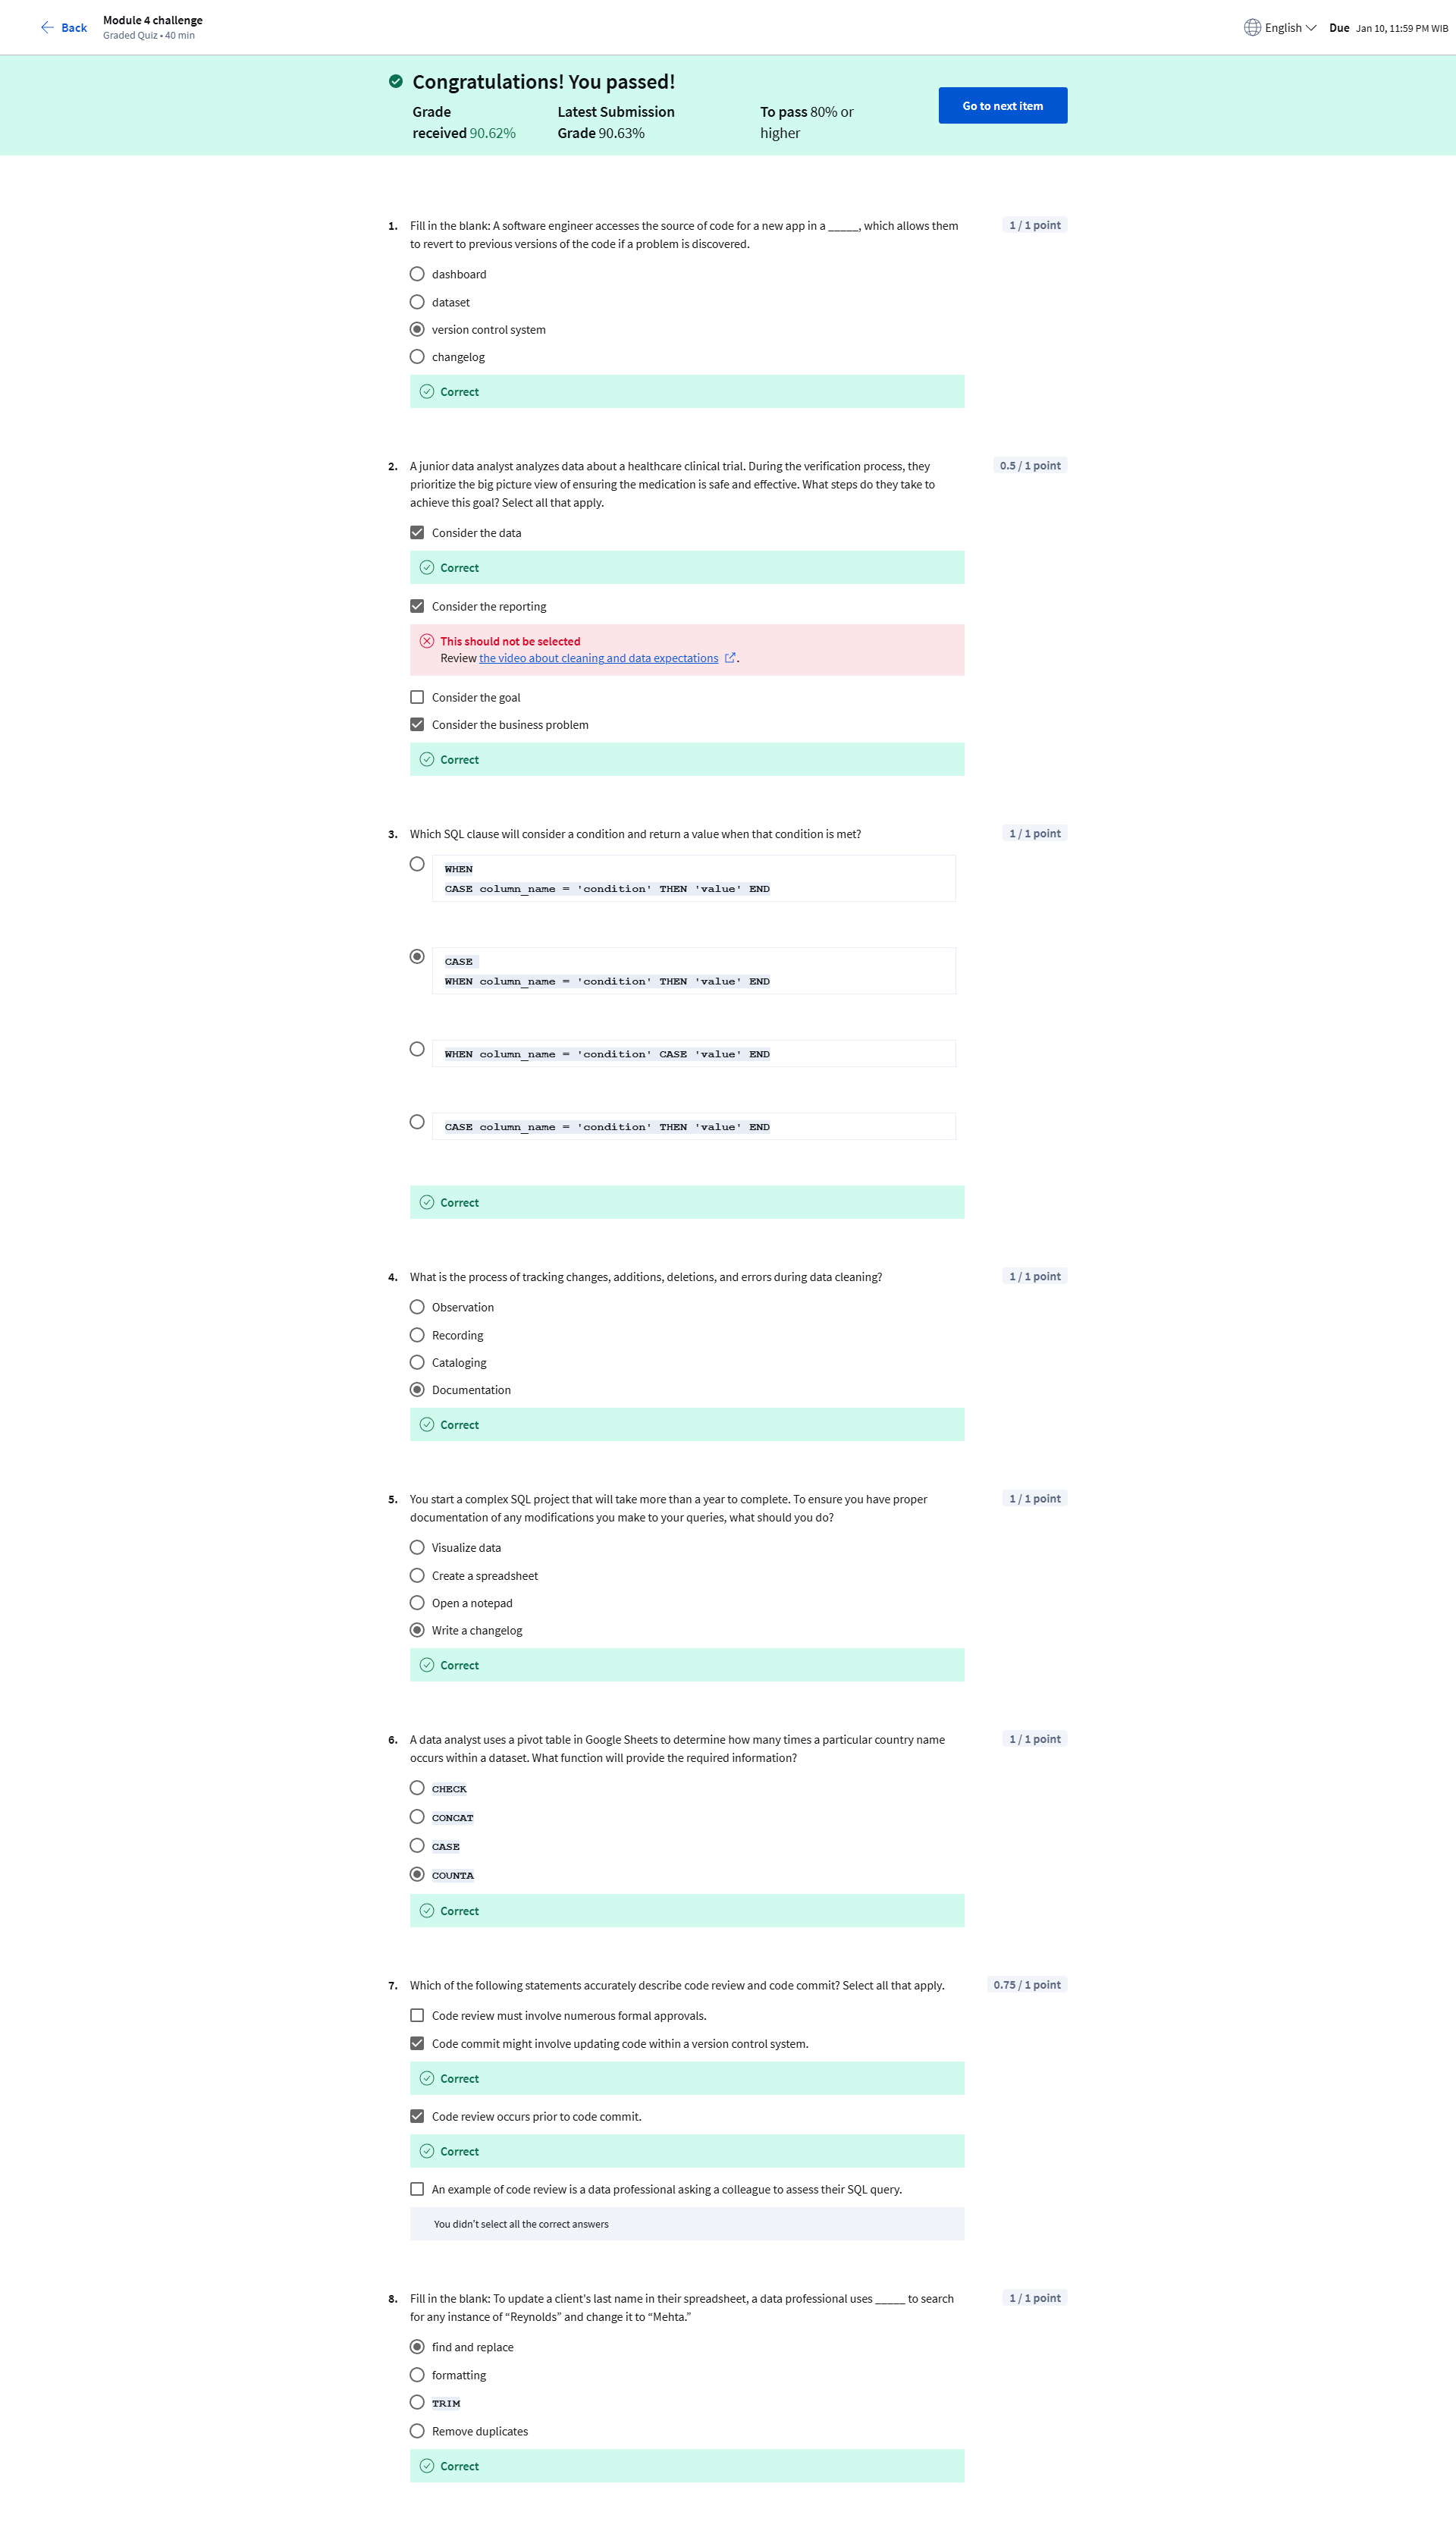 Back
Module 4 challenge
Graded Quiz • 40 min
English
Due Jan 10, 11:59 PM WIB
Congratulations! You passed!
Grade
received 90.62%
Latest Submission
Grade 90.63%
To pass 80% or
higher
Go to next item
1. Fill in the blank: A software engineer accesses the source of code for a new app in a _____, which allows them
to revert to previous versions of the code if a problem is discovered.
1 / 1 point
dashboard
dataset
version control system
changelog
Correct
2. A junior data analyst analyzes data about a healthcare clinical trial. During the verification process, they
prioritize the big picture view of ensuring the medication is safe and effective. What steps do they take to
achieve this goal? Select all that apply.
0.5 / 1 point
Consider the data
Correct
Consider the reporting
This should not be selected
Review the video about cleaning and data expectations .
Consider the goal
Consider the business problem
Correct
3. Which SQL clause will consider a condition and return a value when that condition is met?
1 / 1 point
WHEN
CASE column_name = 'condition' THEN 'value' END
CASE
WHEN column_name = 'condition' THEN 'value' END
WHEN column_name = 'condition' CASE 'value' END
CASE column_name = 'condition' THEN 'value' END
Correct
4. What is the process of tracking changes, additions, deletions, and errors during data cleaning?
1 / 1 point
Observation
Recording
Cataloging
Documentation
Correct
5. You start a complex SQL project that will take more than a year to complete. To ensure you have proper
documentation of any modifications you make to your queries, what should you do?
1 / 1 point
Visualize data
Create a spreadsheet
Open a notepad
Write a changelog
Correct
6. A data analyst uses a pivot table in Google Sheets to determine how many times a particular country name
occurs within a dataset. What function will provide the required information?
1 / 1 point
CHECK
CONCAT
CASE
COUNTA
Correct
7. Which of the following statements accurately describe code review and code commit? Select all that apply.
0.75 / 1 point
Code review must involve numerous formal approvals.
Code commit might involve updating code within a version control system.
Correct
Code review occurs prior to code commit.
Correct
An example of code review is a data professional asking a colleague to assess their SQL query.
You didn't select all the correct answers
8. Fill in the blank: To update a client's last name in their spreadsheet, a data professional uses _____ to search
for any instance of “Reynolds” and change it to “Mehta.”
1 / 1 point
find and replace
formatting
TRIM
Remove duplicates
Correct